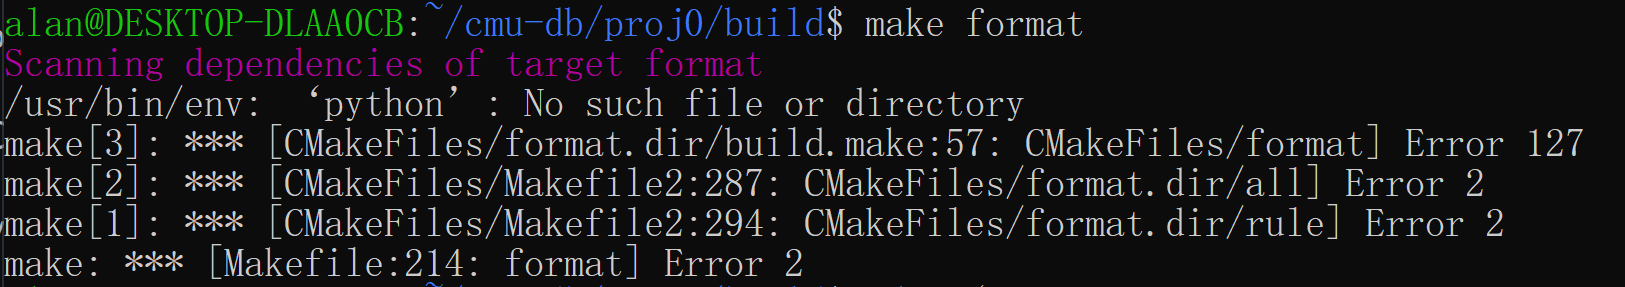 alan@DESKTOP-DLAAOCB:~/cmu-db/proj0/build$ make format
Scanning dependencies of target format
/usr/bin/env: ‘python’: No such file or directory
make[3]: *** [CMakeFiles/format.dir/build.make:57: CMakeFiles/format] Error 127
make[2]: *** [CMakeFiles/Makefile2:287: CMakeFiles/format.dir/all] Error 2
make[1]: *** [CMakeFiles/Makefile2:294: CMakeFiles/format.dir/rule] Error 2
make: *** [Makefile:214: format] Error 2